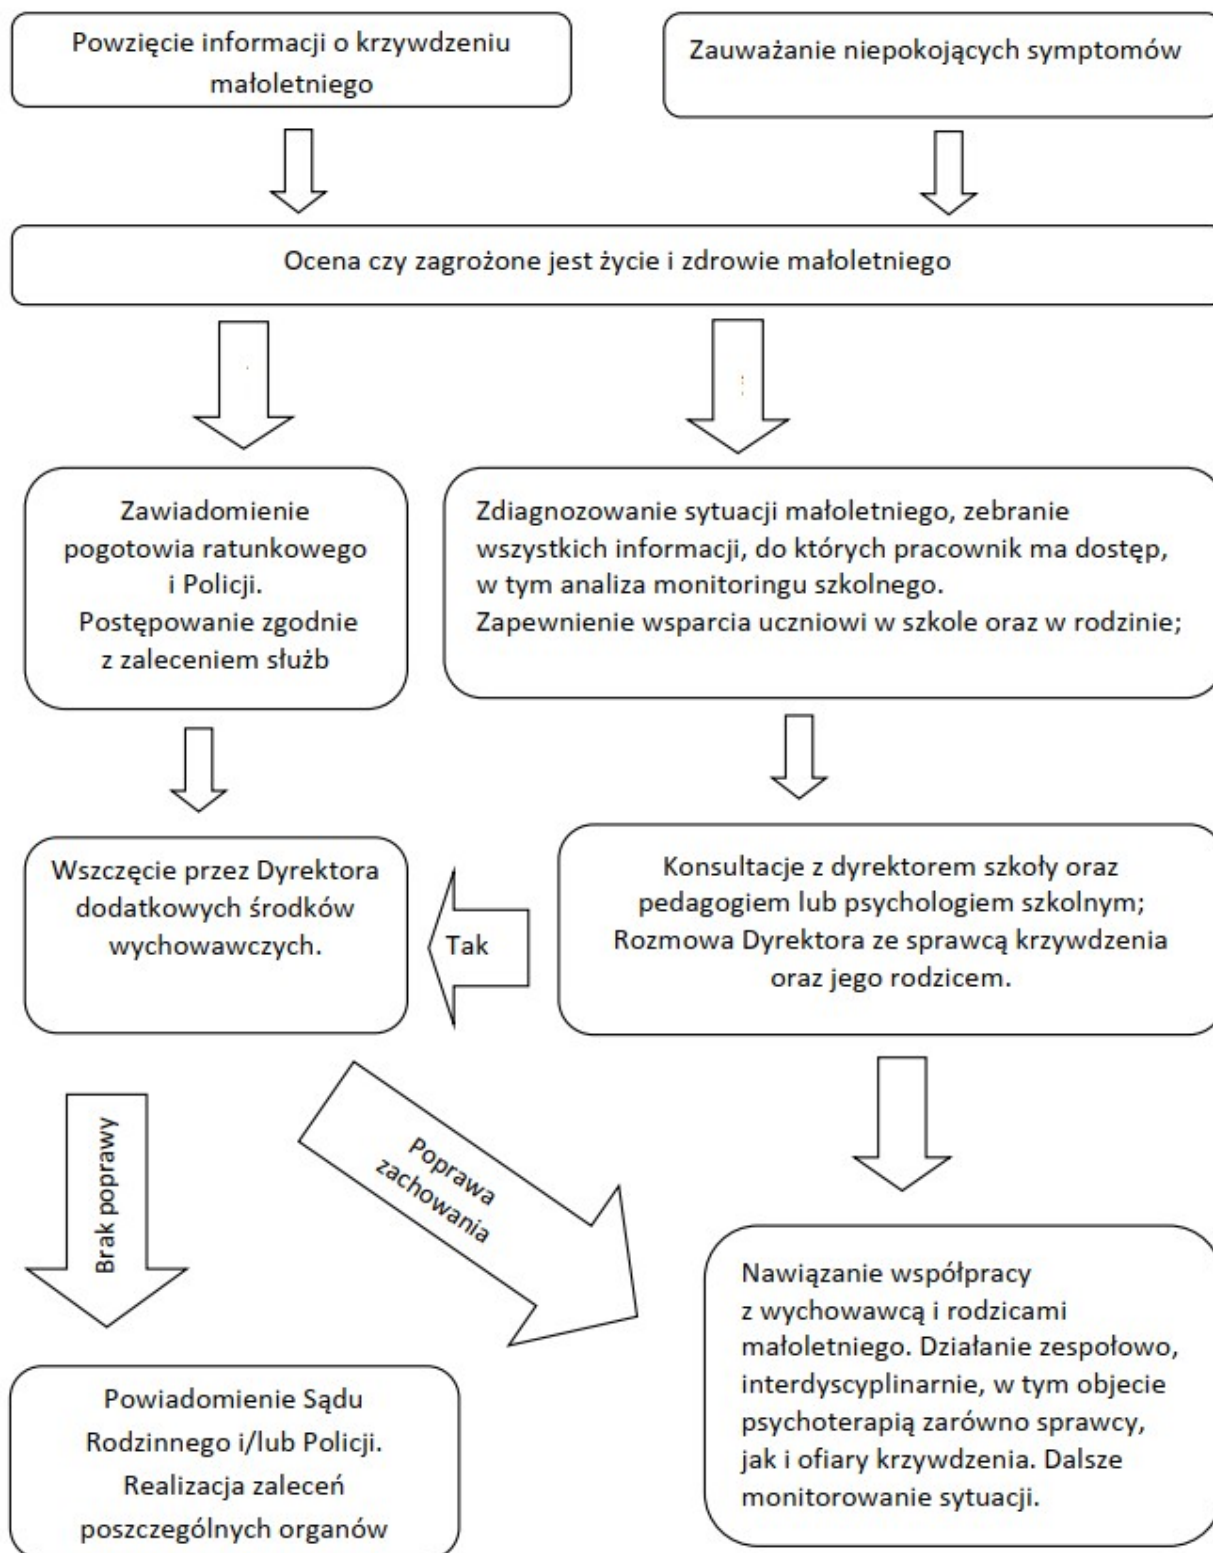 Powzięcie informacji o krzywdzeniu
małoletniego
Zauważanie niepokojących symptomów
Ocena czy zagrożone jest życie i zdrowie małoletniego
Zawiadomienie
pogotowia ratunkowego
i Policji.
Postępowanie zgodnie
z zaleceniem służb
Zdiagnozowanie sytuacji małoletniego, zebranie
wszystkich informacji, do których pracownik ma dostęp,
w tym analiza monitoringu szkolnego.
Zapewnienie wsparcia uczniowi w szkole oraz w rodzinie;
Wszczęcie przez Dyrektora
dodatkowych środków
wychowawczych.
Tak
Konsultacje z dyrektorem szkoły oraz
pedagogiem lub psychologiem szkolnym;
Rozmowa Dyrektora ze sprawcą krzywdzenia
oraz jego rodzicem.
Brak poprawy
Poprawa
zachowania
Powiadomienie Sądu
Rodzinnego i/lub Policji.
Realizacja zaleceń
poszczególnych organów
Nawiązanie współpracy
z wychowawcą i rodzicami
małoletniego. Działanie zespołowo,
interdyscyplinarnie, w tym objecie
psychoterapią zarówno sprawcy,
jak i ofiary krzywdzenia. Dalsze
monitorowanie sytuacji.